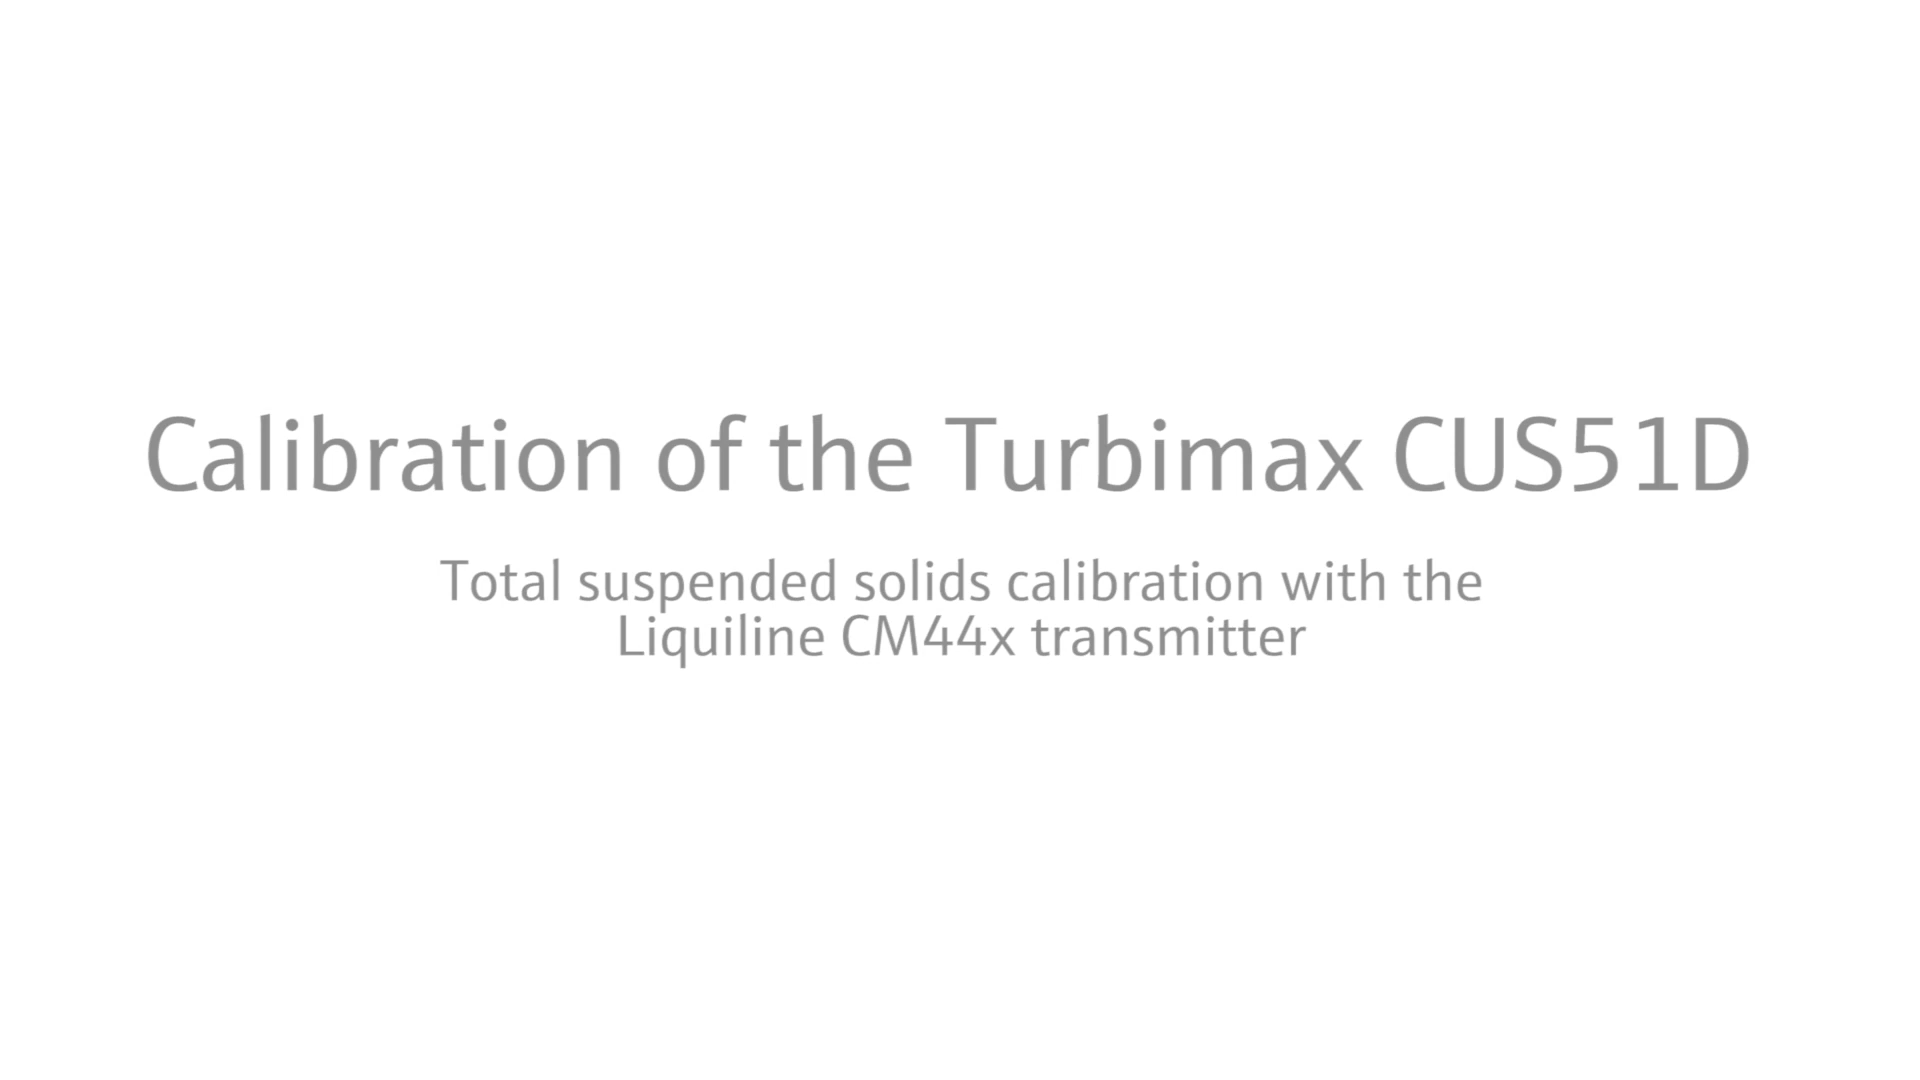 Calibration of the Turbimax CUS51D
Total suspended solids calibration with the
Liquiline CM44x transmitter